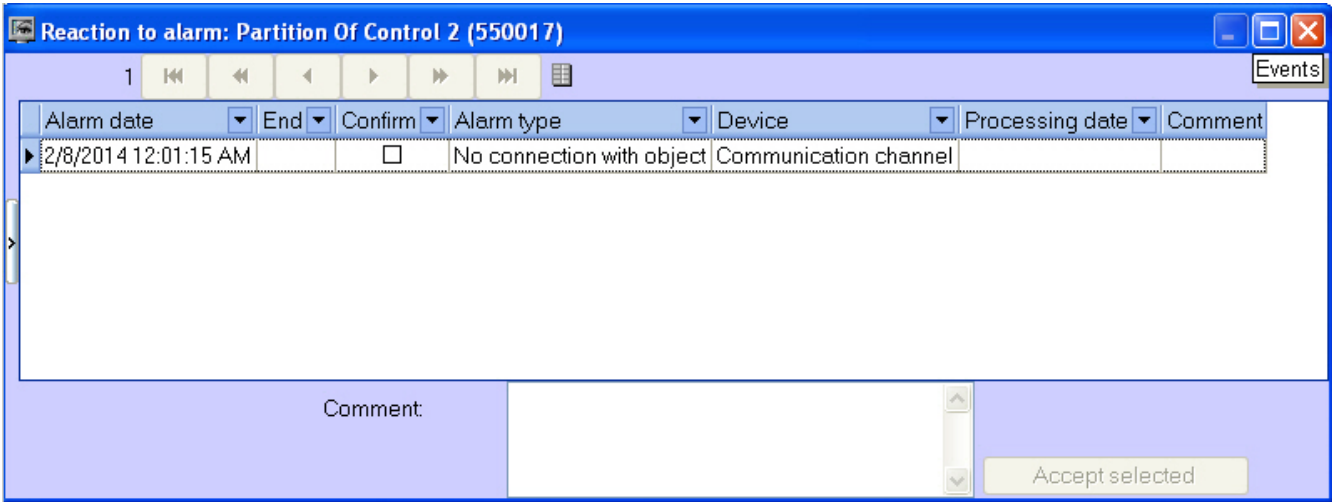 Reaction to alarm: Partition Of Control 2 (550017)
1
Events
Alarm date End Confirm Alarm type Device Processing date Comment
2/8/2014 12:01:15 AM No connection with object Communication channel
Comment:
Accept selected